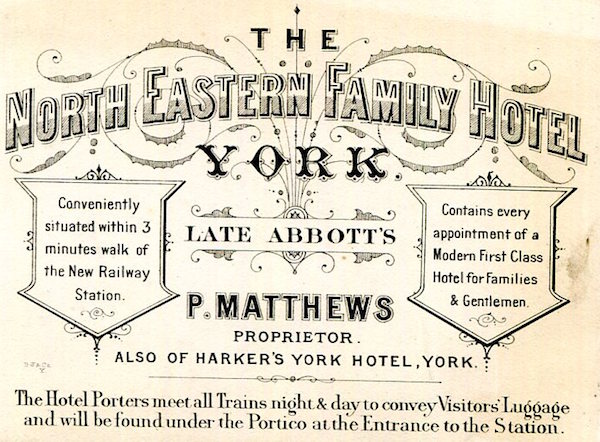 THE
NORTH EASTERN FAMILY HOTEL
YORK.
Conveniently
situated within 3
minutes walk of
the New Railway
Station.
LATE ABBOTT'S
Contains every
appointment of a
Modern First Class
Hotel for Families
& Gentlemen.
P. MATTHEWS
PROPRIETOR.
ALSO OF HARKER'S YORK HOTEL, YORK.
The Hotel Porters meet all Trains night & day to convey Visitors' Luggage
and will be found under the Portico at the Entrance to the Station.